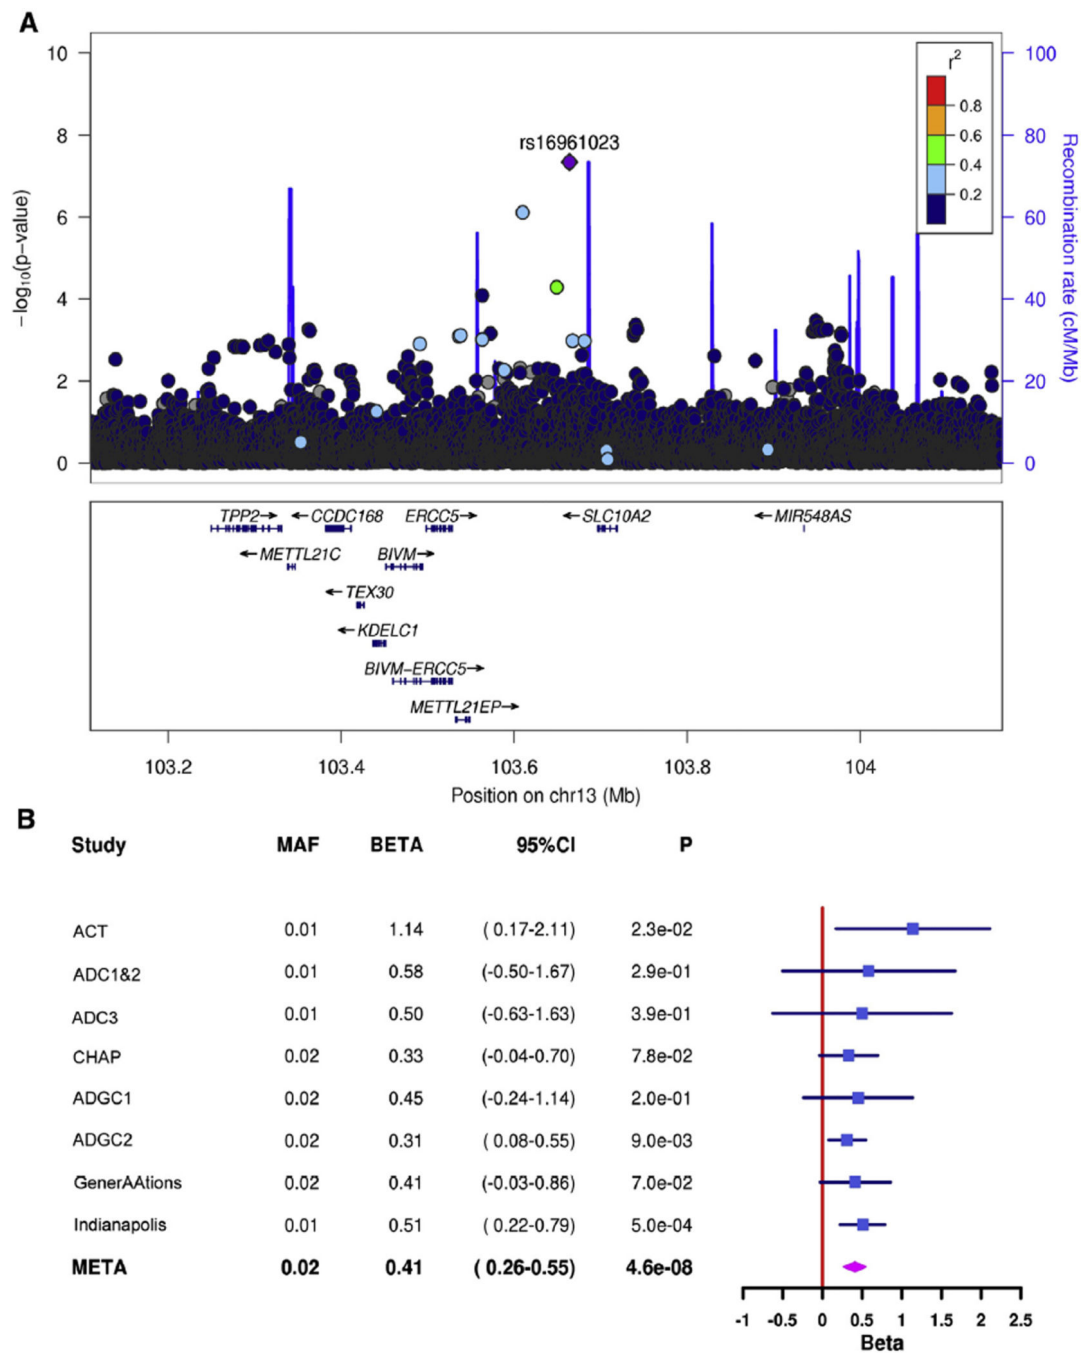 A
rs16961023
r2
0.8
0.6
0.4
0.2
10
8
6
4
2
0
−log10(p−value)
100
80
60
40
20
0
Recombination rate (cM/Mb)
TPP2→ ←CCDC168 ERCC5→ ←SLC10A2 ←MIR548AS
←METTL21C BIVM→
←TEX30
←KDELC1
BIVM−ERCC5→
METTL21EP→
103.2 103.4 103.6 103.8 104
Position on chr13 (Mb)
B
Study MAF BETA 95%CI P
ACT 0.01 1.14 ( 0.17-2.11) 2.3e-02
ADC1&2 0.01 0.58 (-0.50-1.67) 2.9e-01
ADC3 0.01 0.50 (-0.63-1.63) 3.9e-01
CHAP 0.02 0.33 (-0.04-0.70) 7.8e-02
ADGC1 0.02 0.45 (-0.24-1.14) 2.0e-01
ADGC2 0.02 0.31 ( 0.08-0.55) 9.0e-03
GenerAAtions 0.02 0.41 (-0.03-0.86) 7.0e-02
Indianapolis 0.01 0.51 ( 0.22-0.79) 5.0e-04
META 0.02 0.41 ( 0.26-0.55) 4.6e-08
-1 -0.5 0 0.5 1 1.5 2 2.5
Beta